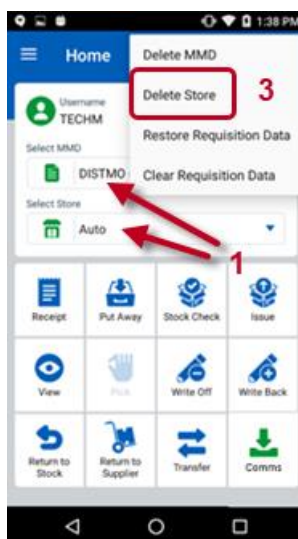 1:38 PM
Home
Delete MMD
Delete Store
3
Restore Requisition Data
Clear Requisition Data
Username
TECHM
Select MMD
DISTMO
Select Store
Auto
1
Receipt
Put Away
Stock Check
Issue
View
Pick
Write Off
Write Back
Return to
Stock
Return to
Supplier
Transfer
Comms